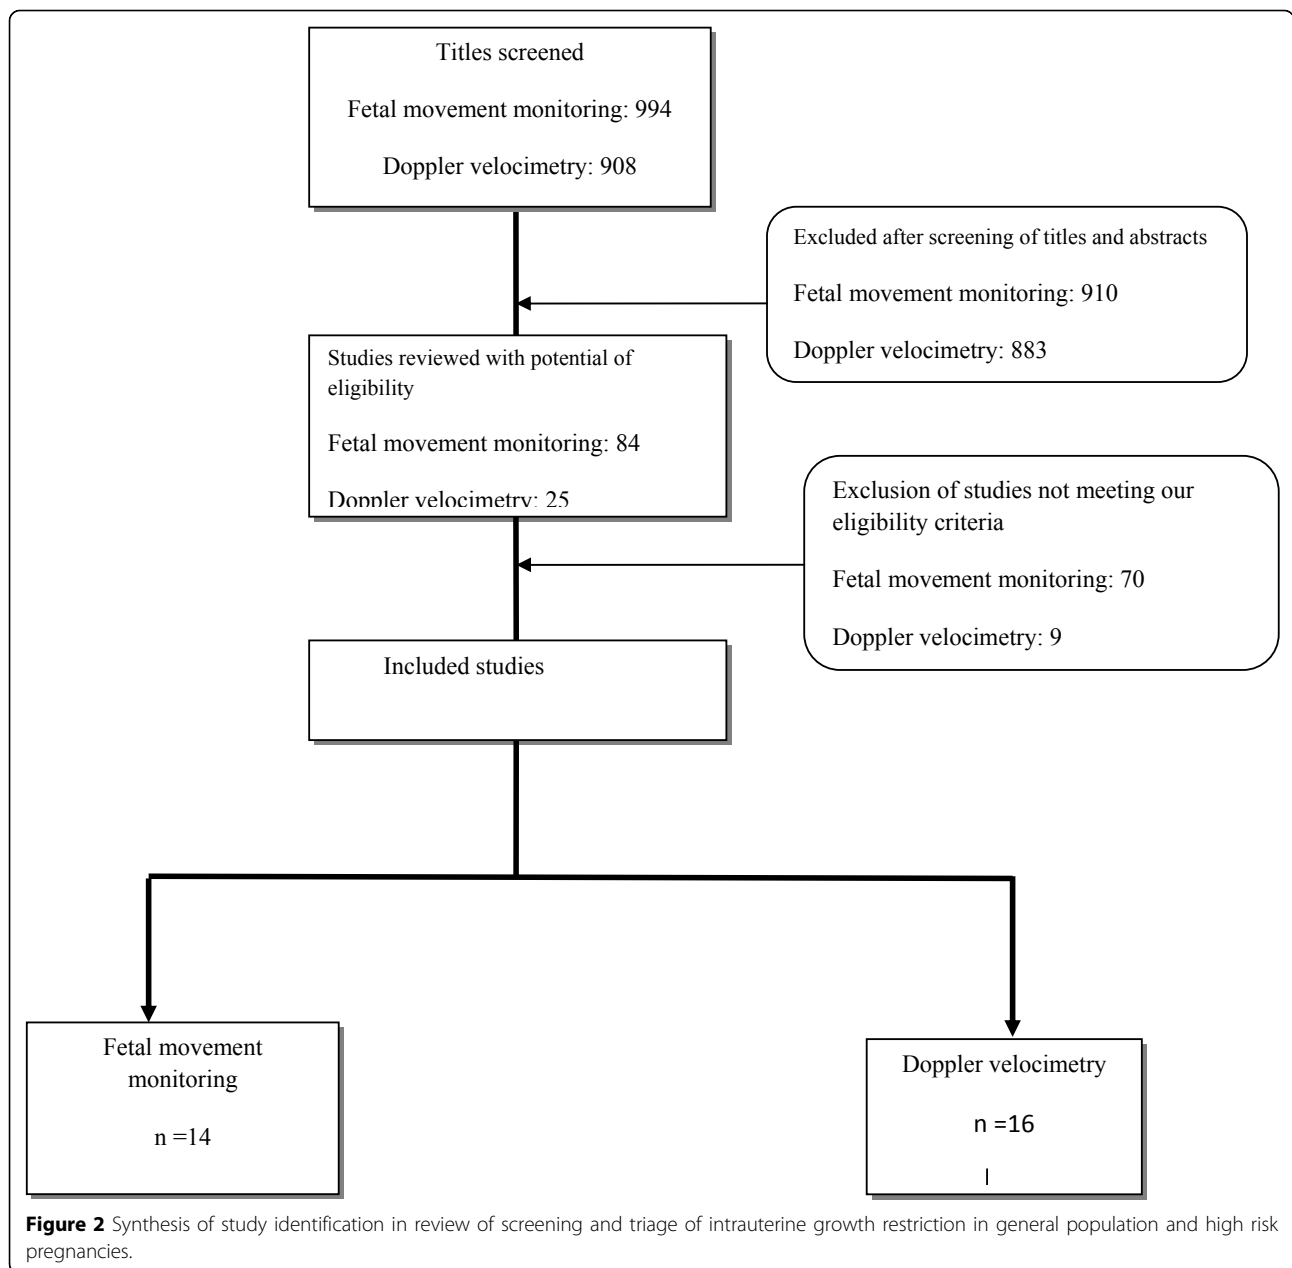 Titles screened
Fetal movement monitoring: 994
Doppler velocimetry: 908
Excluded after screening of titles and abstracts
Fetal movement monitoring: 910
Doppler velocimetry: 883
Studies reviewed with potential of
eligibility
Fetal movement monitoring: 84
Doppler velocimetry: 25
Exclusion of studies not meeting our
eligibility criteria
Fetal movement monitoring: 70
Doppler velocimetry: 9
Included studies
Fetal movement
monitoring
n =14
Doppler velocimetry
n =16
Figure 2 Synthesis of study identification in review of screening and triage of intrauterine growth restriction in general population and high risk
pregnancies.